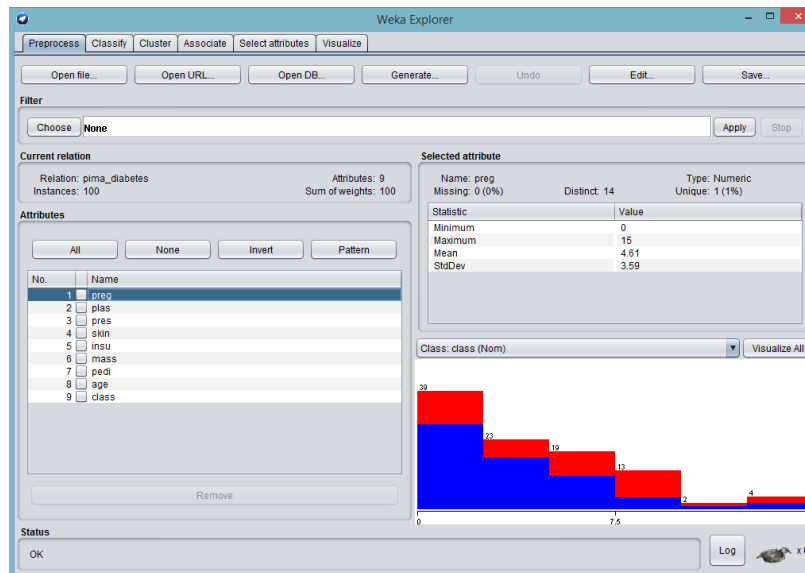 Weka Explorer
Preprocess Classify Cluster Associate Select attributes Visualize
Open file... Open URL... Open DB... Generate... Undo Edit... Save...
Filter
Choose None Apply Stop
Current relation
Relation: pima_diabetes Attributes: 9
Instances: 100 Sum of weights: 100
Attributes
All None Invert Pattern
No. Name
1 preg
2 plas
3 pres
4 skin
5 insu
6 mass
7 pedi
8 age
9 class
Remove
Selected attribute
Name: preg Type: Numeric
Missing: 0 (0%) Distinct: 14 Unique: 1 (1%)
Statistic Value
Minimum 0
Maximum 15
Mean 4.61
StdDev 3.59
Class: class (Nom) Visualize All
39
23
19
13
2
4
0 7.5
Status
OK
Log x